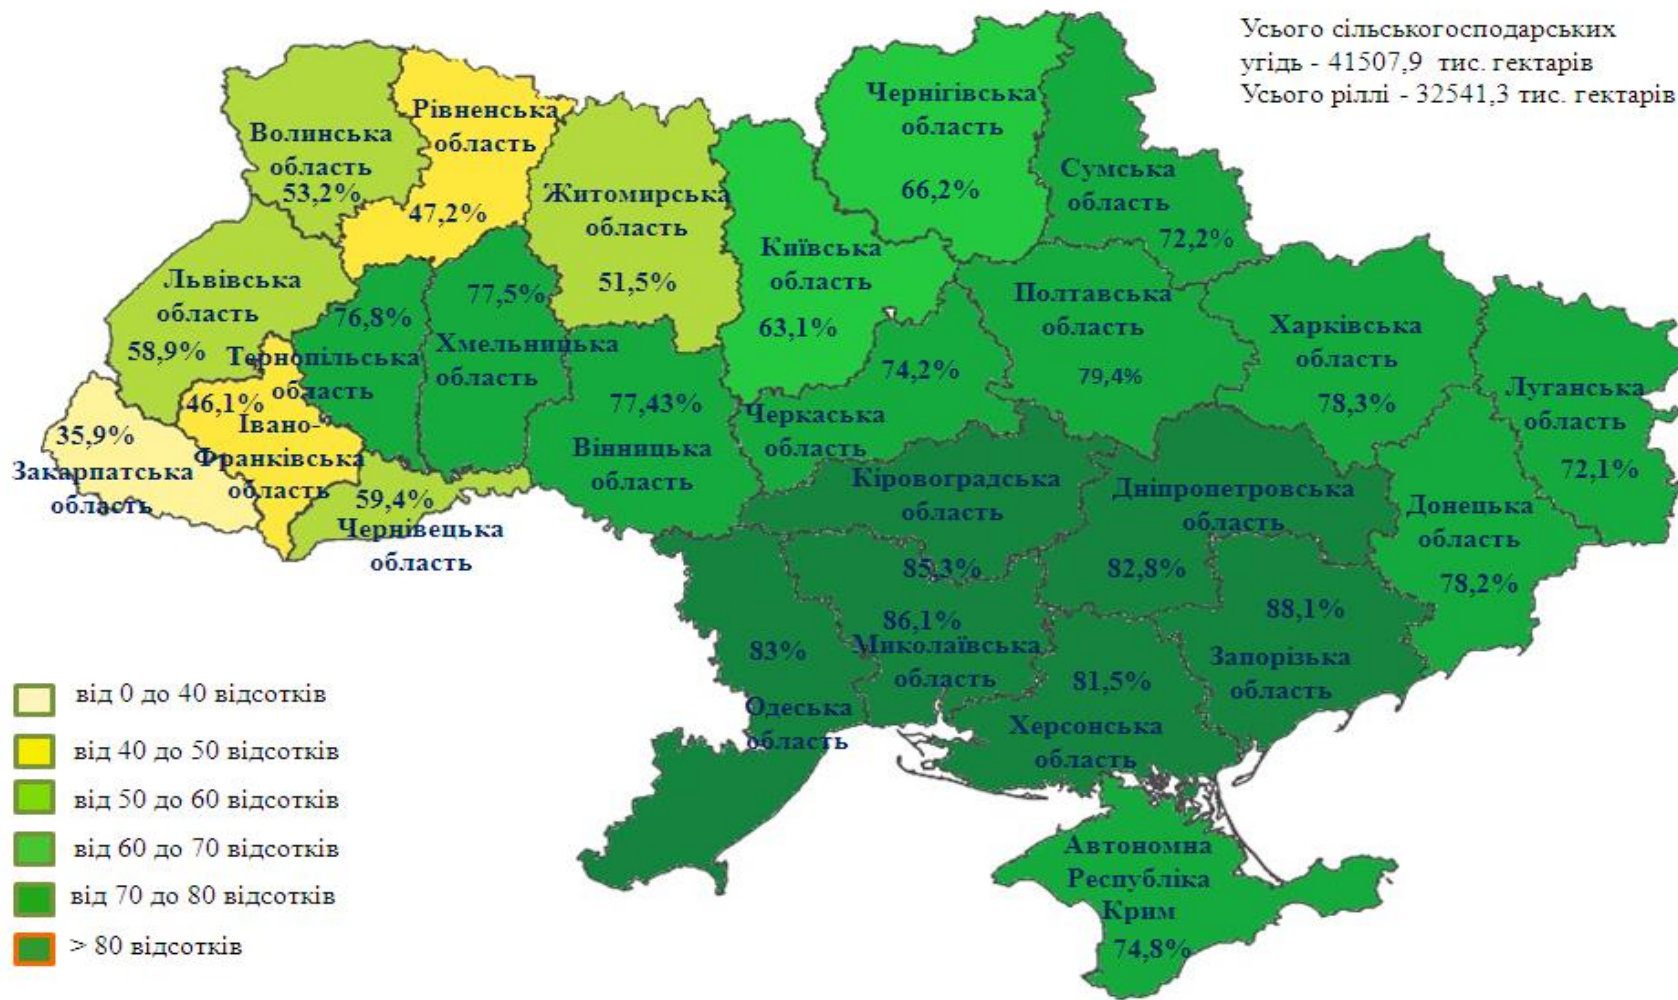 Усього сільськогосподарських
угідь - 41507,9 тис. гектарів
Усього ріллі - 32541,3 тис. гектарів
Волинська
область
53,2%
Рівненська
область
47,2%
Житомирська
область
51,5%
Київська
область
63,1%
Чернігівська
область
66,2%
Сумська
область
72,2%
Львівська
область
58,9%
76,8%
Тернопільська
область
77,5%
Хмельницька
область
77,43%
Вінницька
область
74,2%
Черкаська
область
Полтавська
область
79,4%
Харківська
область
78,3%
Луганська
область
72,1%
35,9%
Закарпатська
область
46,1%
Івано-
Франківська
область
59,4%
Чернівецька
область
Кіровоградська
область
85,3%
Дніпропетровська
область
82,8%
Донецька
область
78,2%
83%
Одеська
область
86,1%
Миколаївська
область
81,5%
Херсонська
область
88,1%
Запорізька
область
Автономна
Республіка
Крим
74,8%
від 0 до 40 відсотків
від 40 до 50 відсотків
від 50 до 60 відсотків
від 60 до 70 відсотків
від 70 до 80 відсотків
> 80 відсотків